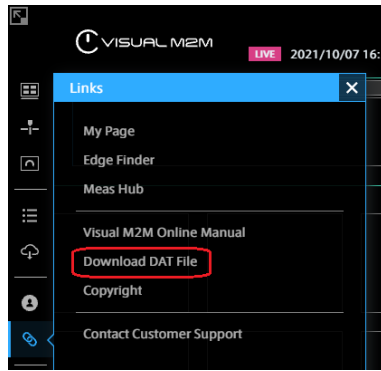 VISUAL M2M
LIVE 2021/10/07 16:
Links
My Page
Edge Finder
Meas Hub
Visual M2M Online Manual
Download DAT File
Copyright
Contact Customer Support